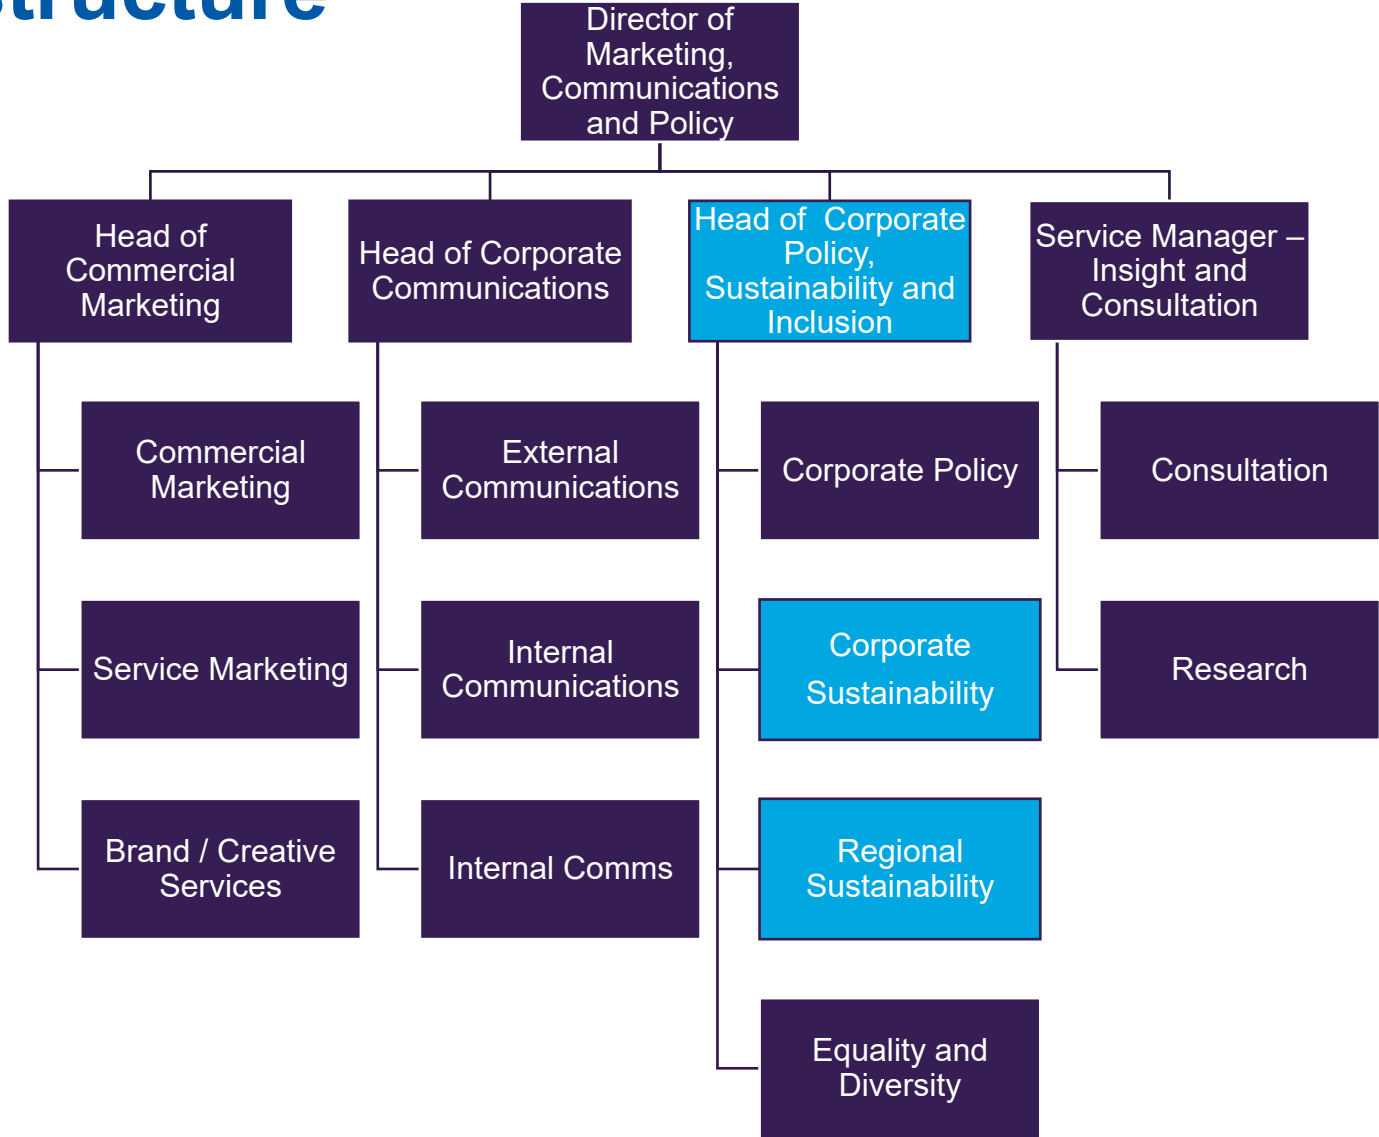 structure
Director of
Marketing,
Communications
and Policy
Head of
Commercial
Marketing
Head of Corporate
Communications
Head of  Corporate
Policy,
Sustainability and
Inclusion
Service Manager –
Insight and
Consultation
Commercial
Marketing
External
Communications
Corporate Policy
Consultation
Service Marketing
Internal
Communications
Corporate
Sustainability
Research
Brand / Creative
Services
Internal Comms
Regional
Sustainability
Equality and
Diversity